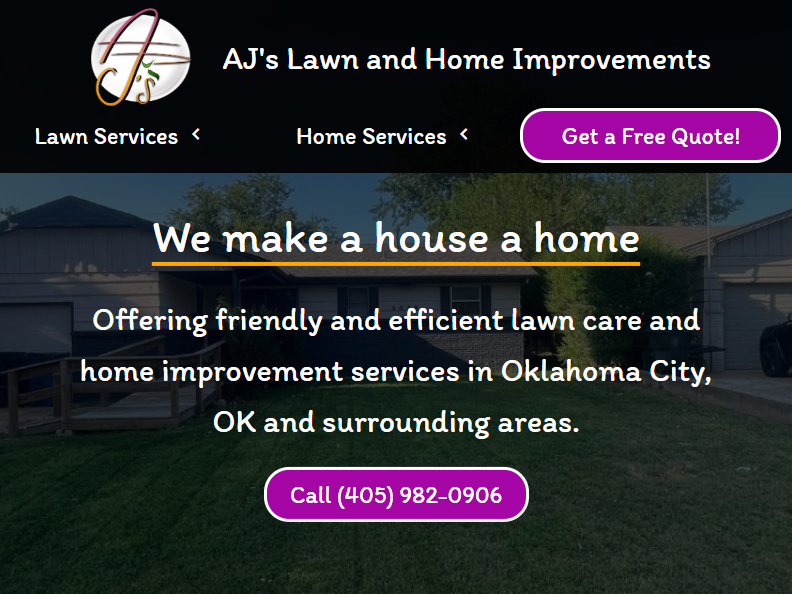 AJ's
AJ's Lawn and Home Improvements
Lawn Services
Home Services
Get a Free Quote!
We make a house a home
Offering friendly and efficient lawn care and
home improvement services in Oklahoma City,
OK and surrounding areas.
Call (405) 982-0906